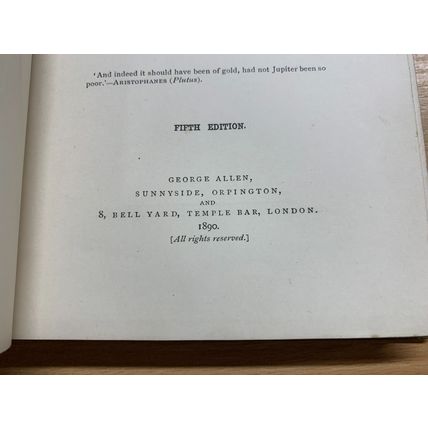 'And indeed it should have been of gold, had not Jupiter been so
poor.'—ARISTOPHANES (Plutus).
FIFTH EDITION.
GEORGE ALLEN,
SUNNYSIDE, ORPINGTON,
AND
8, BELL YARD, TEMPLE BAR, LONDON.
1890.
[All rights reserved.]